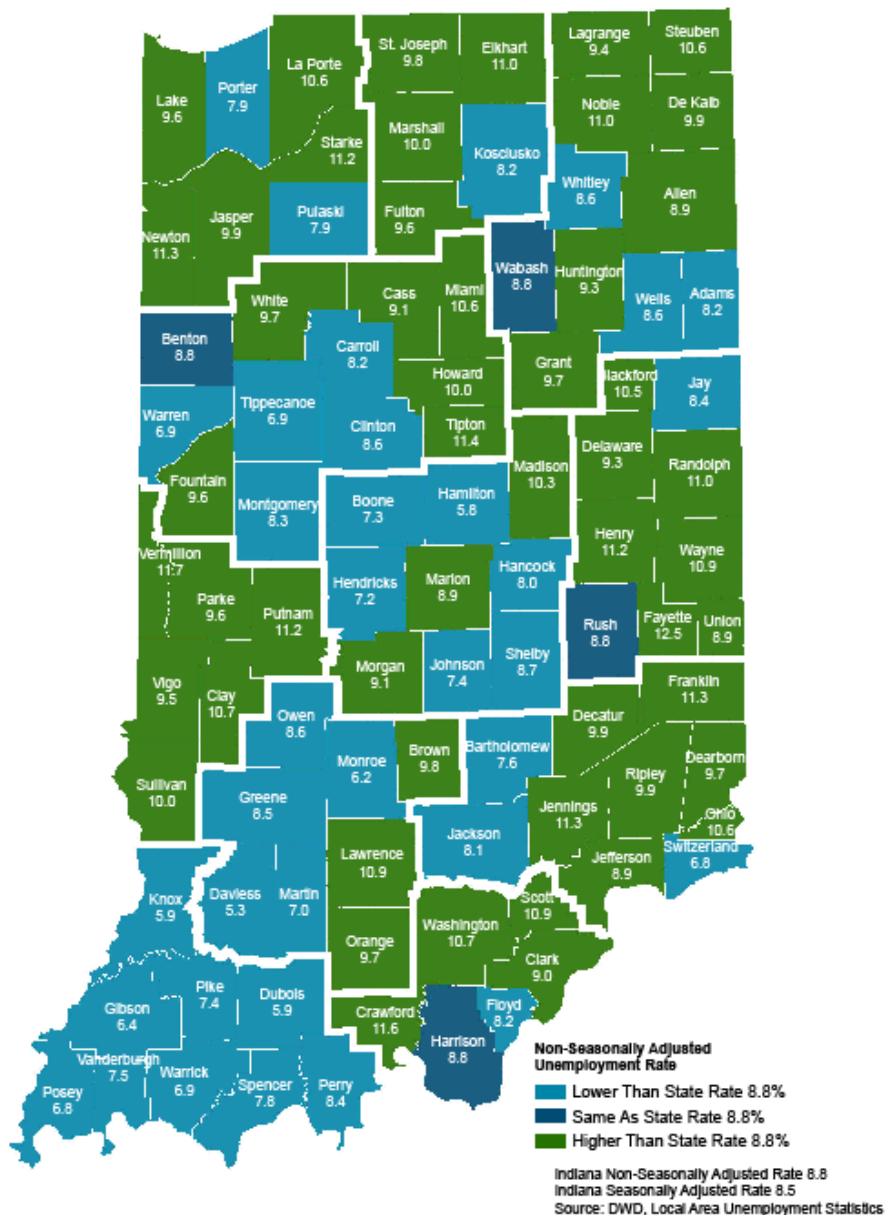 St. Joseph
9.8
Elkhart
11.0
Lagrange
9.4
Steuben
10.6
La Porte
10.6
Porter
7.9
Lake
9.6
Noble
11.0
De Kalb
9.9
Marshall
10.0
Starke
11.2
Kosciusko
8.2
Whitley
8.6
Allen
8.9
Pulaski
7.9
Jasper
9.9
Fulton
9.6
Newton
11.3
Wabash
8.8
Huntington
9.3
Wells
8.6
Adams
8.2
White
9.7
Cass
9.1
Miami
10.6
Benton
8.8
Carroll
8.2
Howard
10.0
Grant
9.7
Blackford
10.5
Jay
8.4
Warren
6.9
Tippecanoe
6.9
Clinton
8.6
Tipton
11.4
Madison
10.3
Delaware
9.3
Randolph
11.0
Fountain
9.6
Montgomery
8.3
Boone
7.3
Hamilton
5.8
Henry
11.2
Wayne
10.9
Vermillion
11.7
Parke
9.6
Putnam
11.2
Hendricks
7.2
Marion
8.9
Hancock
8.0
Rush
8.8
Fayette
12.5
Union
8.9
Vigo
9.5
Clay
10.7
Morgan
9.1
Johnson
7.4
Shelby
8.7
Franklin
11.3
Owen
8.6
Monroe
6.2
Brown
9.8
Bartholomew
7.6
Decatur
9.9
Dearborn
9.7
Ripley
9.9
Sullivan
10.0
Greene
8.5
Jennings
11.3
Ohio
10.6
Jackson
8.1
Lawrence
10.9
Jefferson
8.9
Switzerland
6.8
Knox
5.9
Daviess
5.3
Martin
7.0
Washington
10.7
Scott
10.9
Orange
9.7
Clark
9.0
Gibson
6.4
Pike
7.4
Dubois
5.9
Crawford
11.6
Floyd
8.2
Harrison
8.8
Posey
6.8
Vanderburgh
7.5
Warrick
6.9
Spencer
7.8
Perry
8.4
Non-Seasonally Adjusted
Unemployment Rate
Lower Than State Rate 8.8%
Same As State Rate 8.8%
Higher Than State Rate 8.8%
Indiana Non-Seasonally Adjusted Rate 8.8
Indiana Seasonally Adjusted Rate 8.5
Source: DWD, Local Area Unemployment Statistics